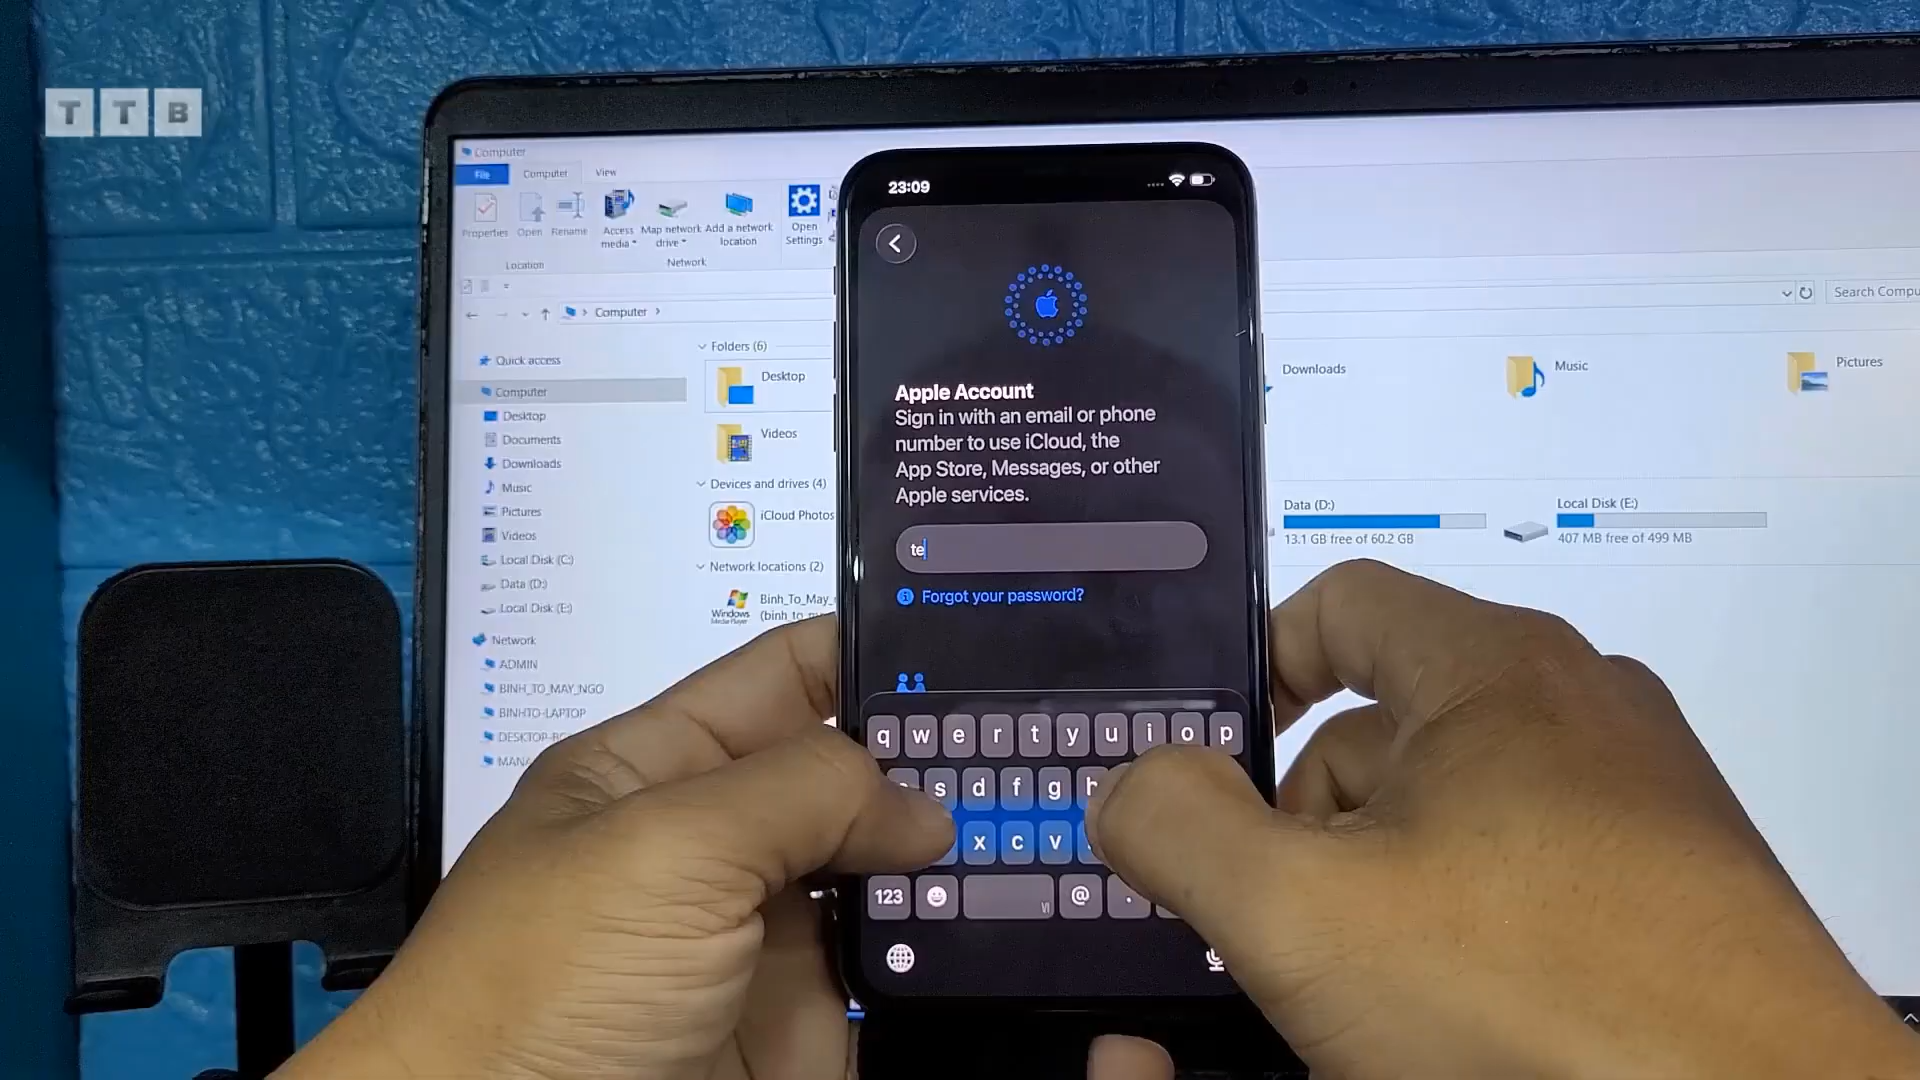 TTB
Computer
File
Computer
View
Properties
Open
Rename
Access media
Map network drive
Add a network location
Open Settings
Location
Network
Computer
Search Compu
Quick access
Computer
Desktop
Documents
Downloads
Music
Pictures
Videos
Local Disk (C:)
Data (D:)
Local Disk (E:)
Network
ADMIN
BINH_TO_MAY_NGO
BINHTO-LAPTOP
Folders (6)
Desktop
Videos
Devices and drives (4)
iCloud Photos
Network locations (2)
Binh_To_May_
Windows
Media Player
Downloads
Music
Pictures
Data (D:)
13.1 GB free of 60.2 GB
Local Disk (E:)
407 MB free of 499 MB
23:09
Apple Account
Sign in with an email or phone
number to use iCloud, the
App Store, Messages, or other
Apple services.
te
Forgot your password?
q w e r t y u i o p
s d f g h
x c v
123 @ .
VI